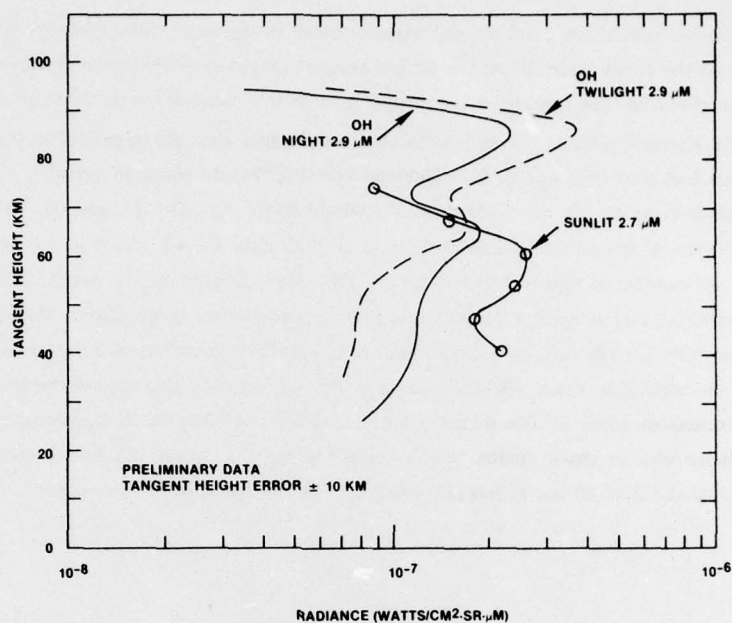 100
80
60
40
20
0
TANGENT HEIGHT (KM)
OH
TWILIGHT 2.9 μM
OH
NIGHT 2.9 μM
SUNLIT 2.7 μM
PRELIMINARY DATA
TANGENT HEIGHT ERROR ± 10 KM
10⁻⁸
10⁻⁷
10⁻⁶
RADIANCE (WATTS/CM²-SR-μM)